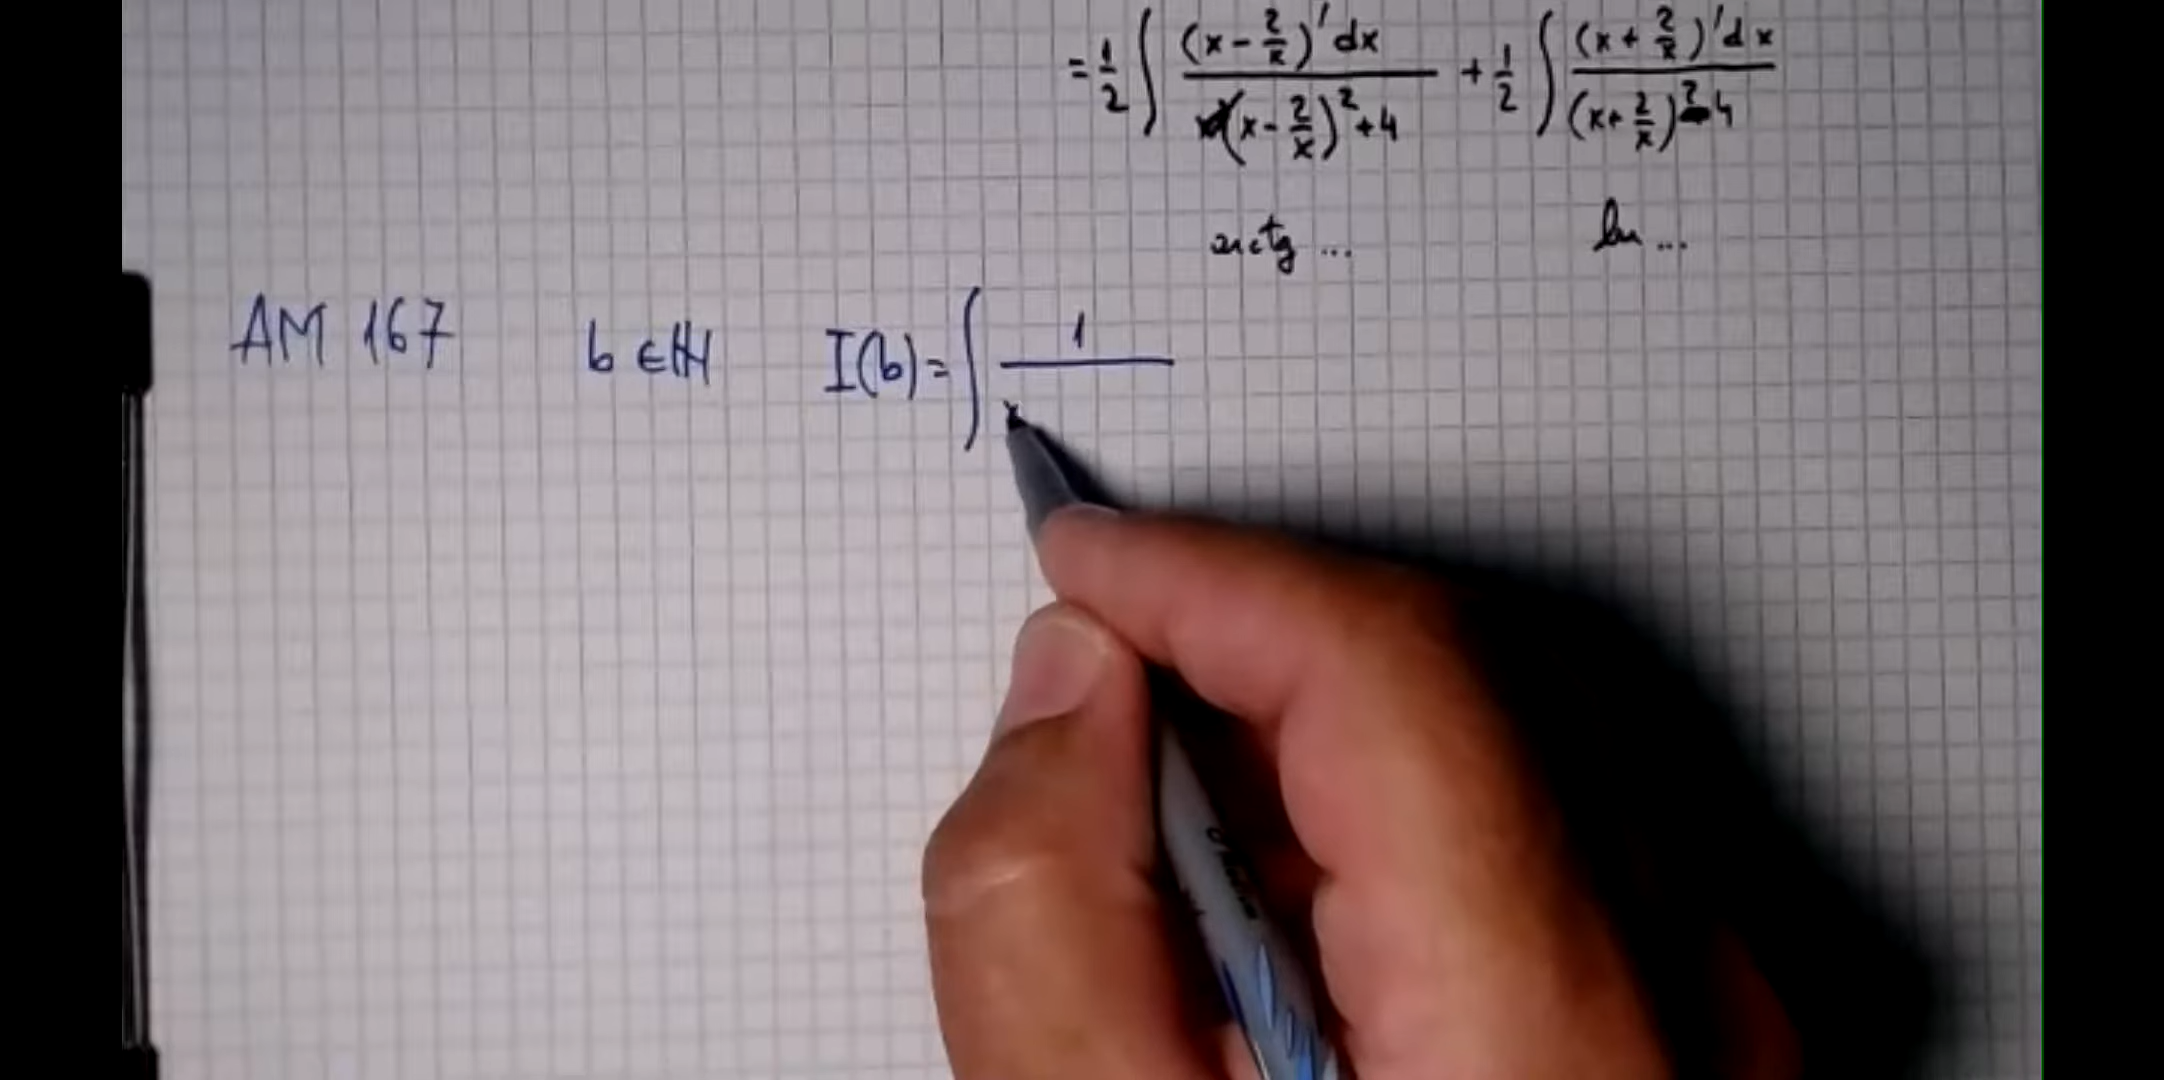 = 1/2 ∫ (x - 2/x)' dx / (x - 2/x)² + 4 + 1/2 ∫ (x + 2/x)' dx / (x + 2/x)² - 4
arctg ... ln ...
AM 167 b ∈ ℍ I(b) = ∫ 1 / x